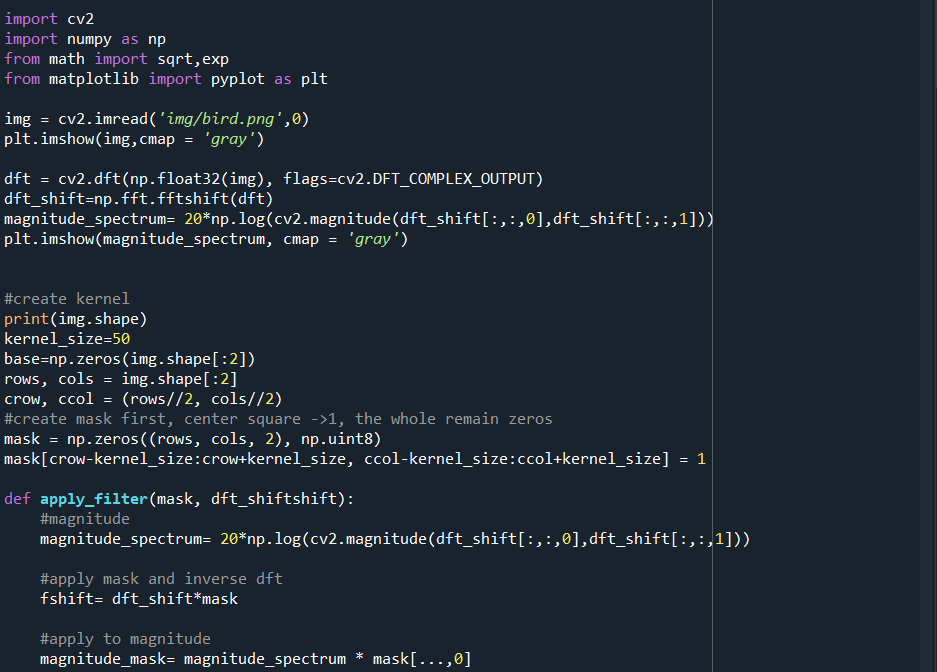 import cv2
import numpy as np
from math import sqrt,exp
from matplotlib import pyplot as plt
img = cv2.imread('img/bird.png',0)
plt.imshow(img,cmap = 'gray')
dft = cv2.dft(np.float32(img), flags=cv2.DFT_COMPLEX_OUTPUT)
dft_shift=np.fft.fftshift(dft)
magnitude_spectrum= 20*np.log(cv2.magnitude(dft_shift[:,:,0],dft_shift[:,:,1]))
plt.imshow(magnitude_spectrum, cmap = 'gray')
#create kernel
print(img.shape)
kernel_size=50
base=np.zeros(img.shape[:2])
rows, cols = img.shape[:2]
crow, ccol = (rows//2, cols//2)
#create mask first, center square ->1, the whole remain zeros
mask = np.zeros((rows, cols, 2), np.uint8)
mask[crow-kernel_size:crow+kernel_size, ccol-kernel_size:ccol+kernel_size] = 1
def apply_filter(mask, dft_shiftshift):
    #magnitude
    magnitude_spectrum= 20*np.log(cv2.magnitude(dft_shift[:,:,0],dft_shift[:,:,1]))
    #apply mask and inverse dft
    fshift= dft_shift*mask
    #apply to magnitude
    magnitude_mask= magnitude_spectrum * mask[...,0]